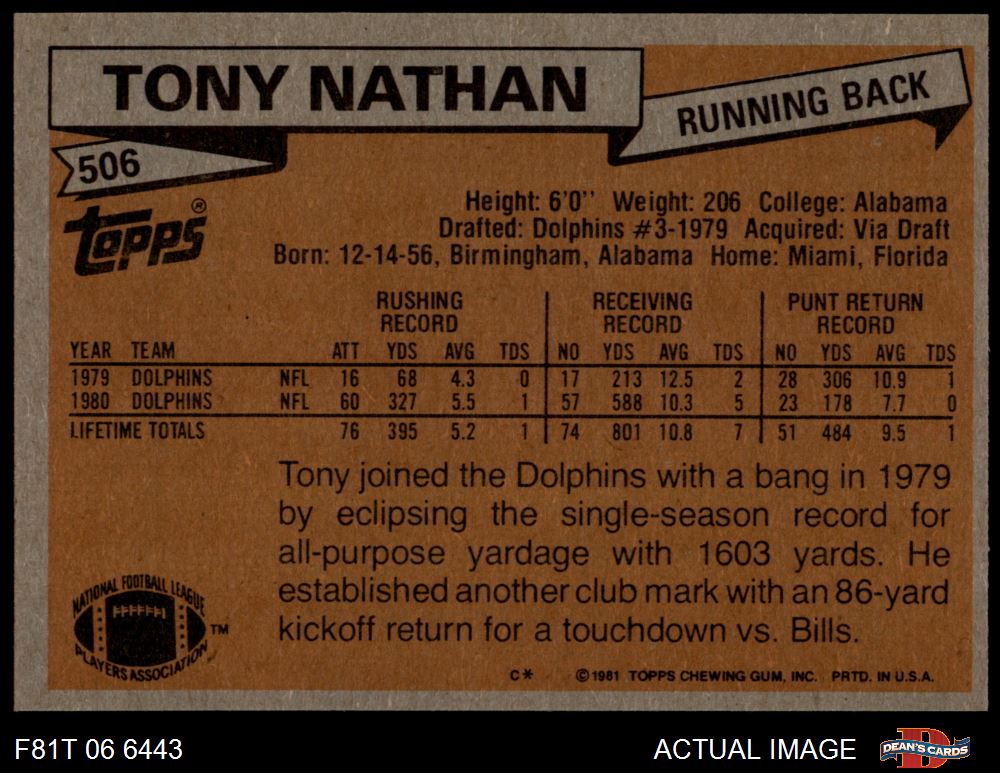 TONY NATHAN
RUNNING BACK
506
Topps®
Height: 6'0'' Weight: 206 College: Alabama
Drafted: Dolphins #3-1979 Acquired: Via Draft
Born: 12-14-56, Birmingham, Alabama Home: Miami, Florida
RUSHING RECEIVING PUNT RETURN
RECORD RECORD RECORD
YEAR TEAM ATT YDS AVG TDS NO YDS AVG TDS NO YDS AVG TDS
1979 DOLPHINS NFL 16 68 4.3 0 17 213 12.5 2 28 306 10.9 1
1980 DOLPHINS NFL 60 327 5.5 1 57 588 10.3 5 23 178 7.7 0
LIFETIME TOTALS 76 395 5.2 1 74 801 10.8 7 51 484 9.5 1
Tony joined the Dolphins with a bang in 1979
by eclipsing the single-season record for
all-purpose yardage with 1603 yards. He
established another club mark with an 86-yard
kickoff return for a touchdown vs. Bills.
NATIONAL FOOTBALL LEAGUE
PLAYERS ASSOCIATION
TM
C* ©1981 TOPPS CHEWING GUM, INC. PRTD. IN U.S.A.
F81T 06 6443
ACTUAL IMAGE
DEAN'S CARDS